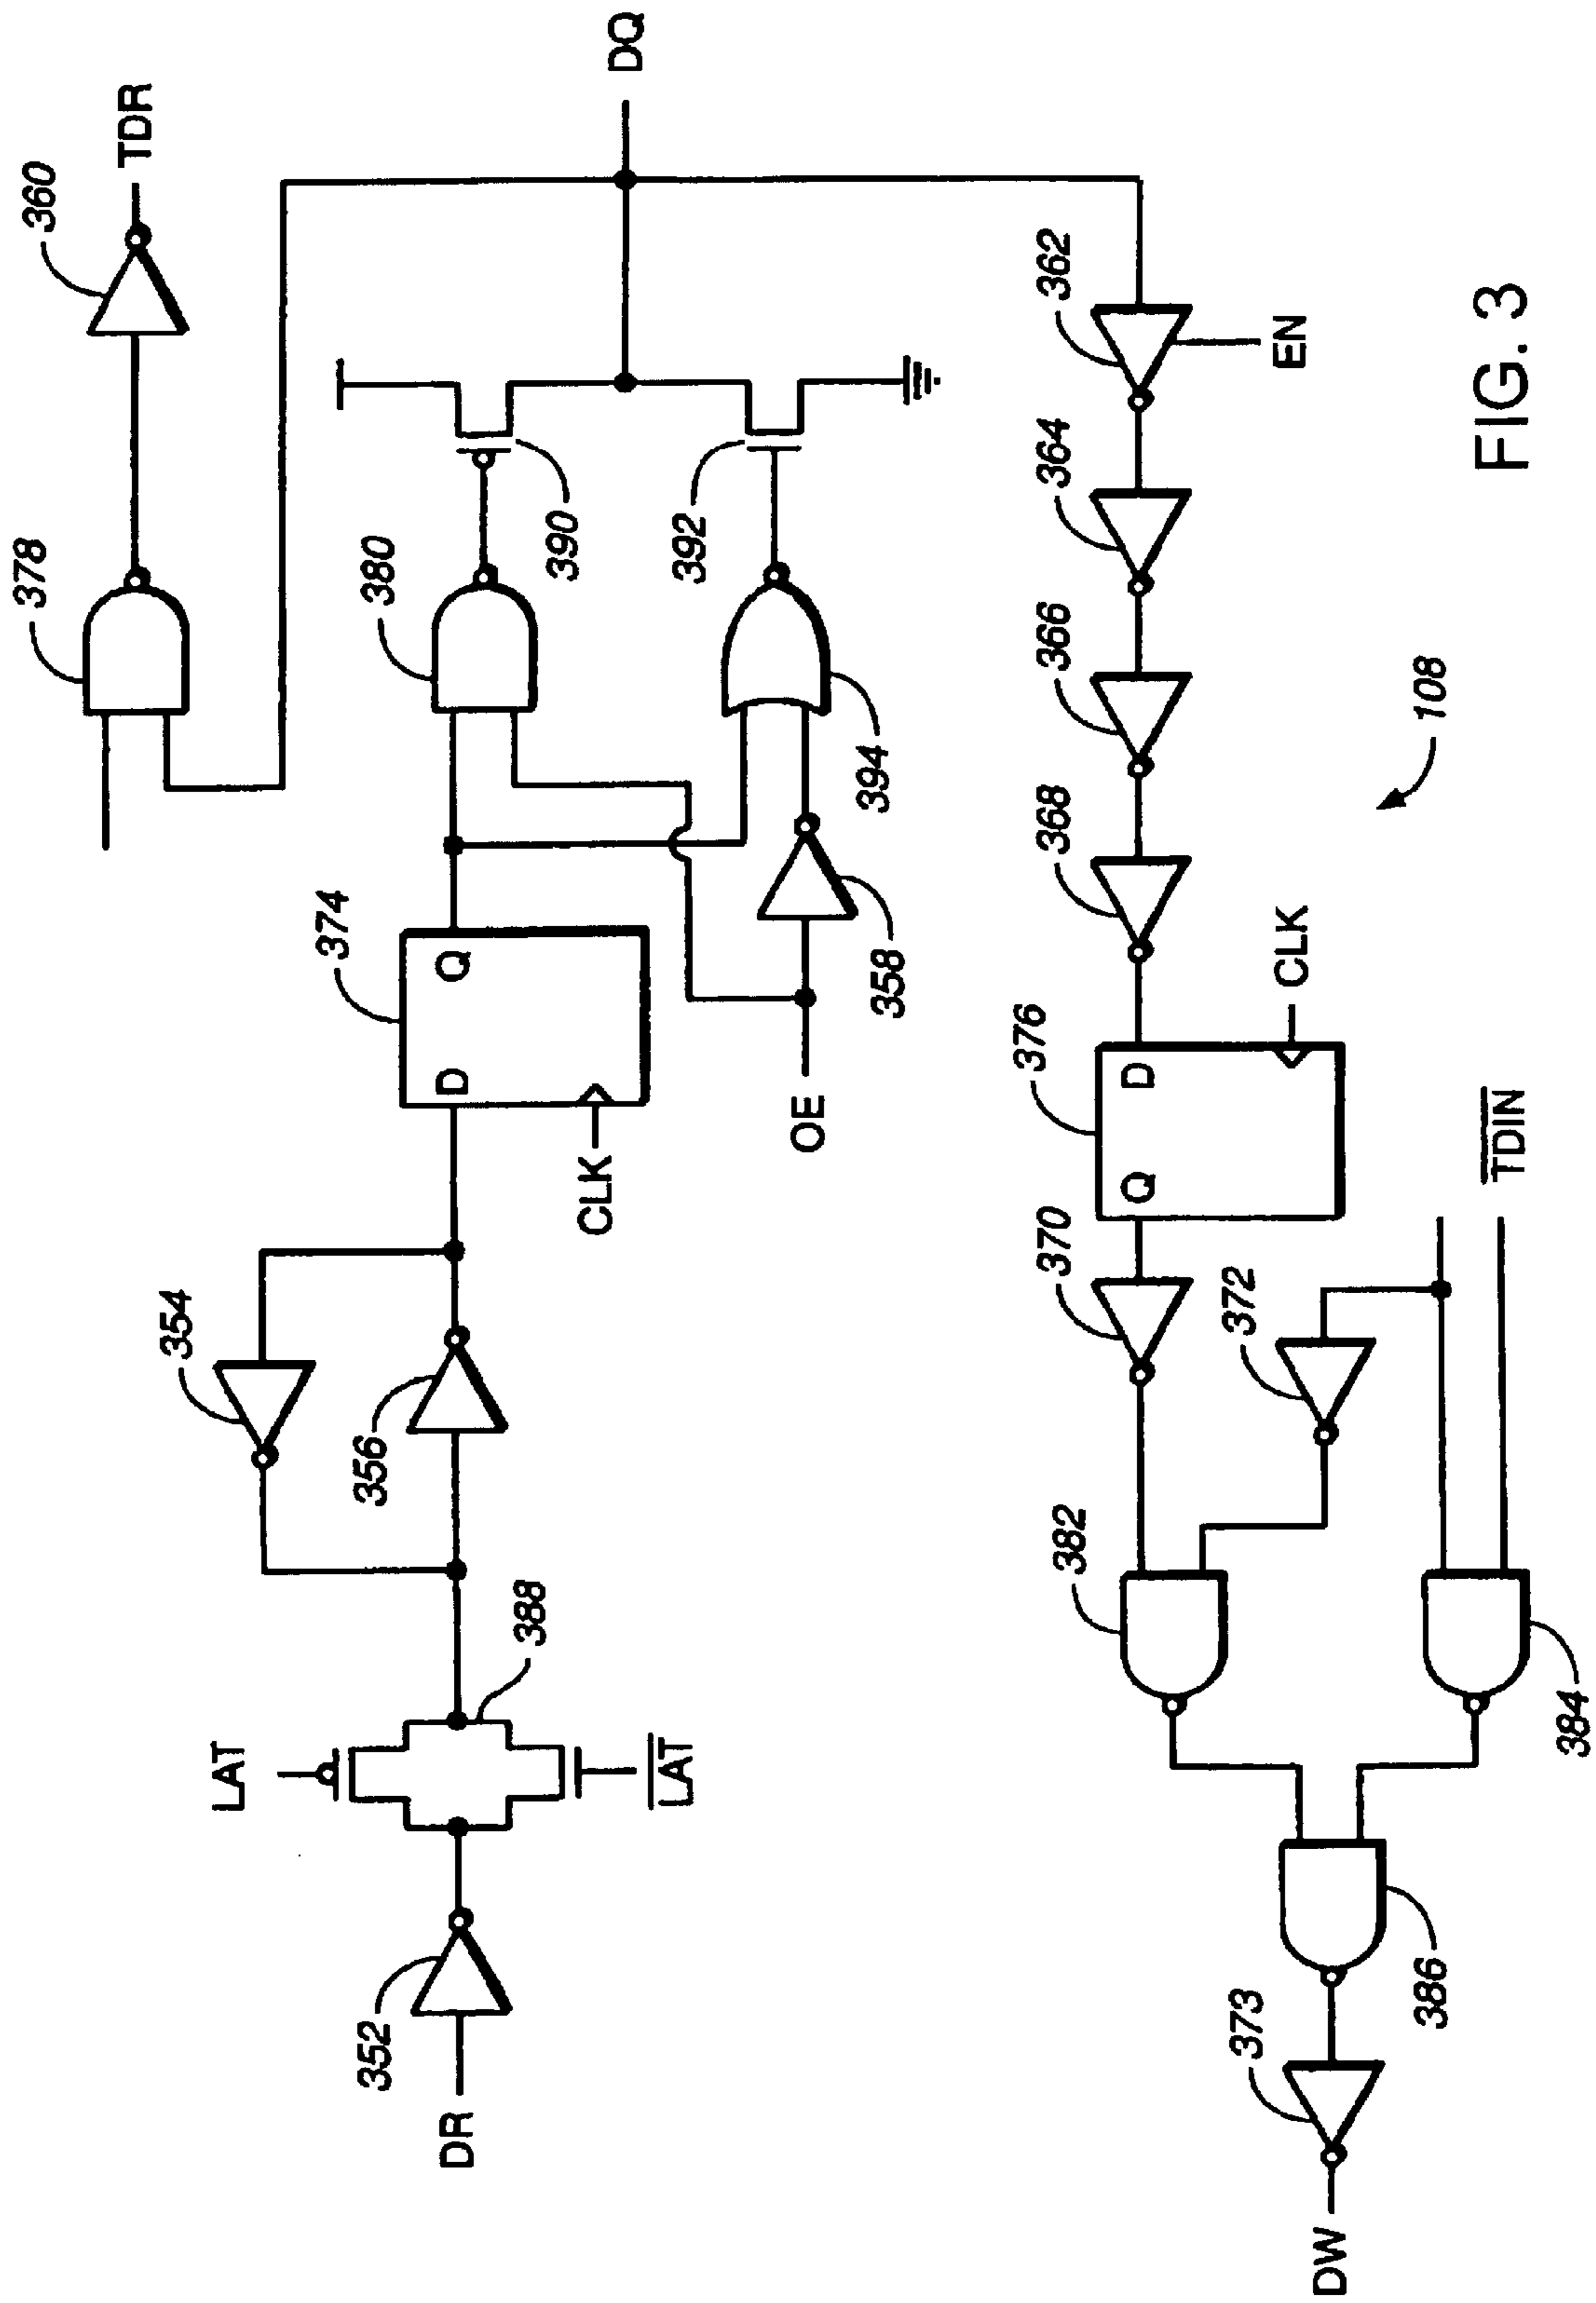 360
TDR
378
DQ
354
374
380
390
356
D
Q
392
LAT
388
CLK
394
352
DR
LAT
OE
358
382
370
376
368
366
364
362
Q
D
373
372
CLK
EN
DW
386
384
TDIN
108
FIG. 3